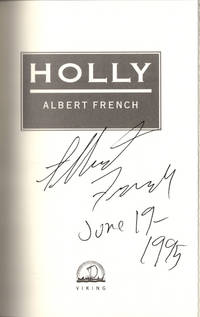 HOLLY
ALBERT FRENCH
Albert
French
June 19-
1995
VIKING